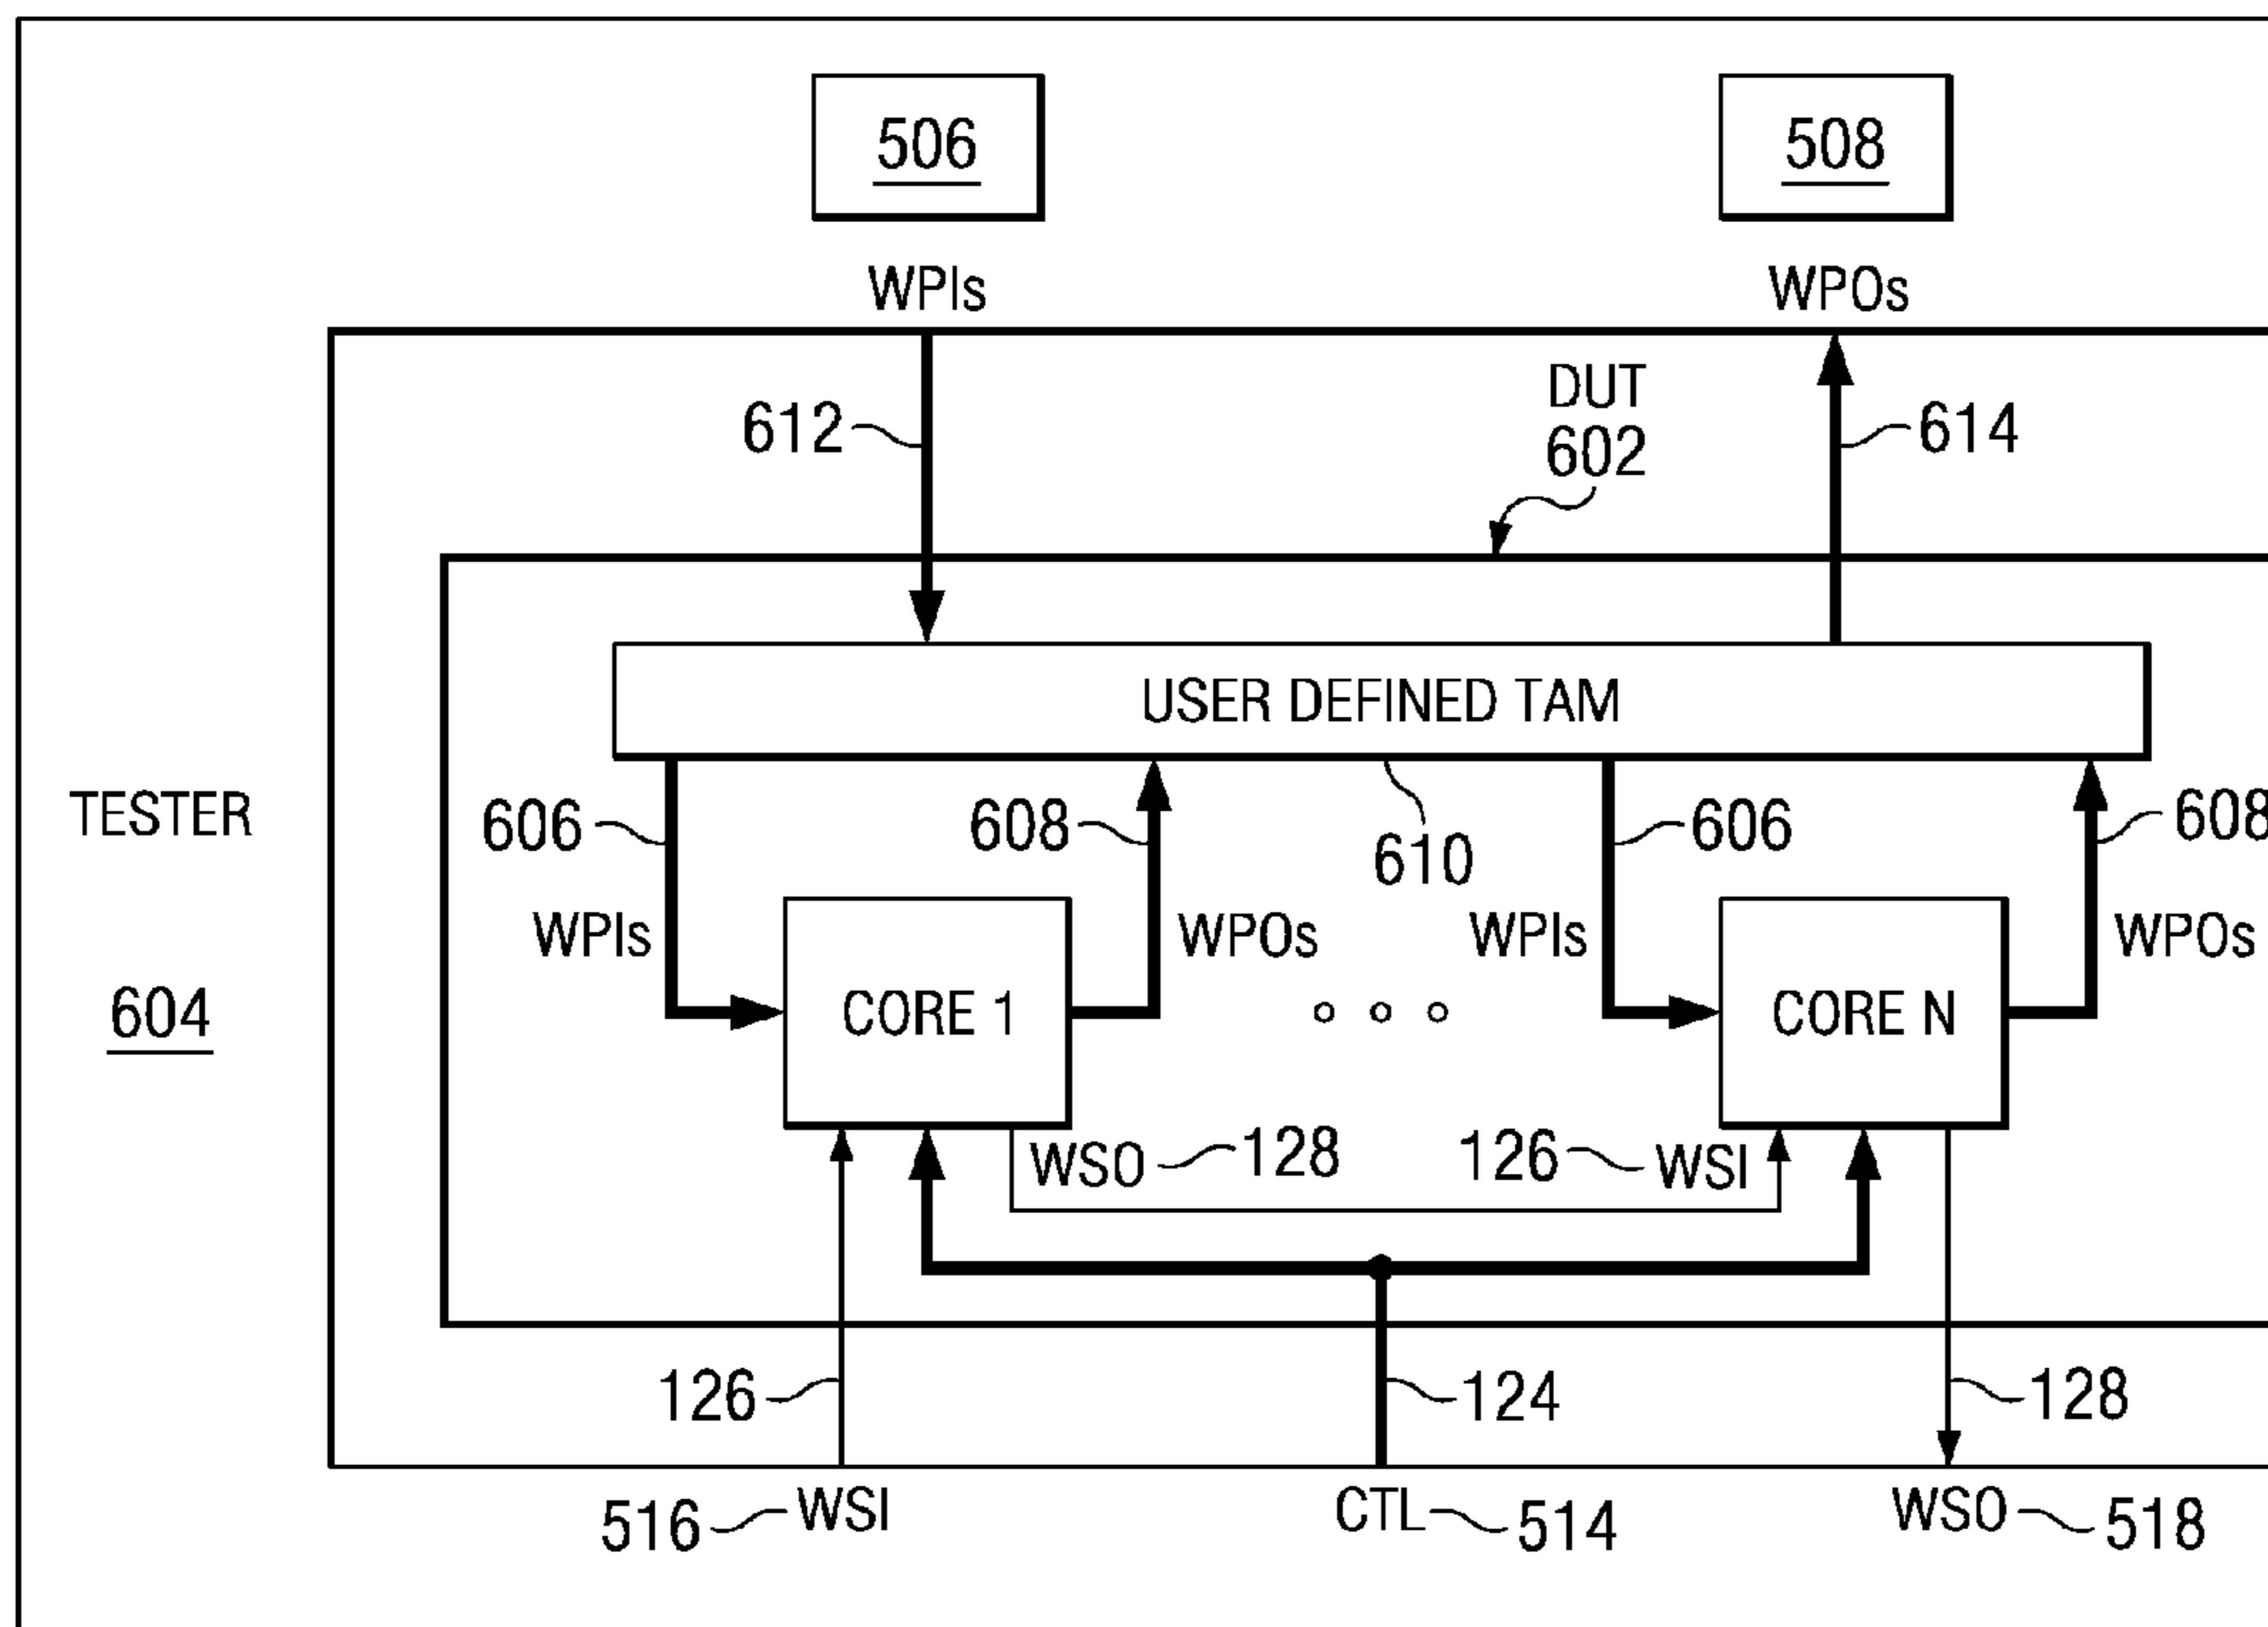 506
508
WPIs
WPOs
DUT
602
612
614
USER DEFINED TAM
TESTER
604
606
608
610
606
608
WPIs
WPOs
WPIs
WPOs
CORE 1
CORE N
WSO
128
126
WSI
126
124
128
516
WSI
CTL
514
WSO
518